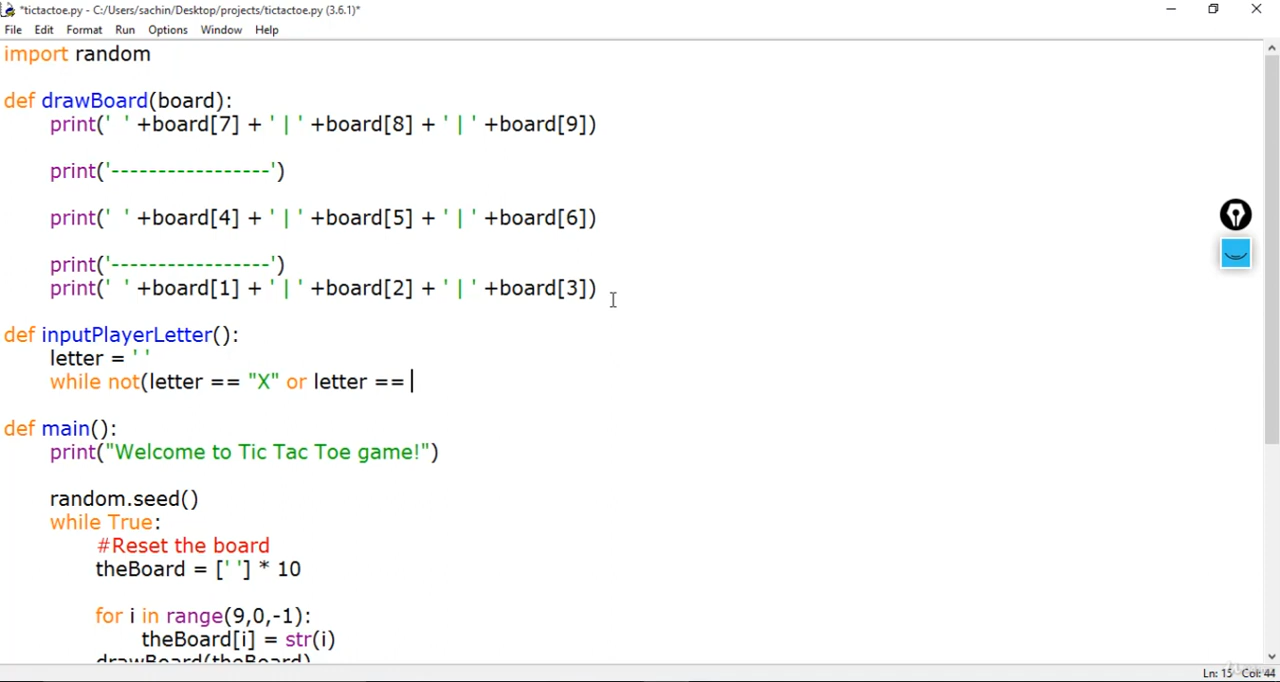 *tictactoe.py - C:/Users/sachin/Desktop/projects/tictactoe.py (3.6.1)*
File Edit Format Run Options Window Help
import random
def drawBoard(board):
print('  ' +board[7] + ' | ' +board[8] + ' | ' +board[9])
print('-----------------')
print('  ' +board[4] + ' | ' +board[5] + ' | ' +board[6])
print('-----------------')
print('  ' +board[1] + ' | ' +board[2] + ' | ' +board[3])
def inputPlayerLetter():
letter = ' '
while not(letter == "X" or letter ==
def main():
print("Welcome to Tic Tac Toe game!")
random.seed()
while True:
#Reset the board
theBoard = [' '] * 10
for i in range(9,0,-1):
theBoard[i] = str(i)
drawBoard(theBoard)
Ln: 15 Col: 44